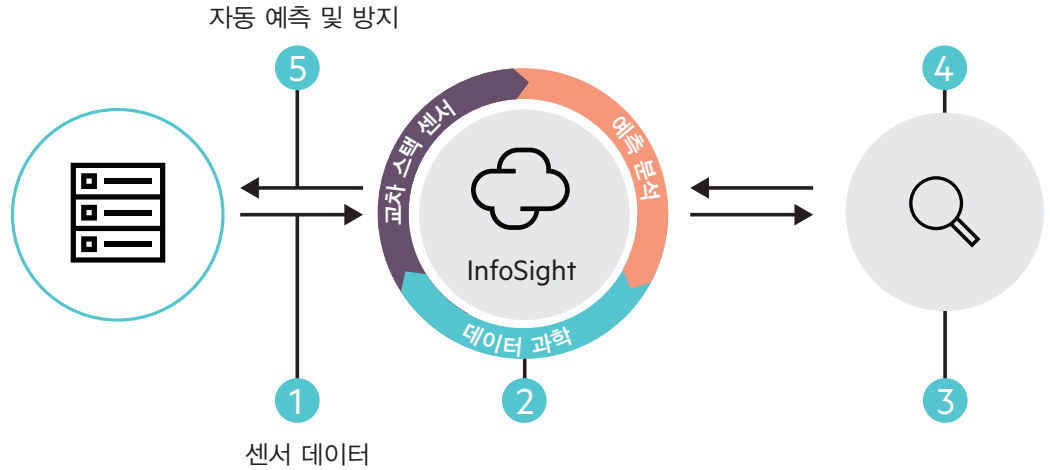 자동 예측 및 방지
5
4
교차 스택 센서
예측 분석
InfoSight
데이터 과학
1
2
3
센서 데이터